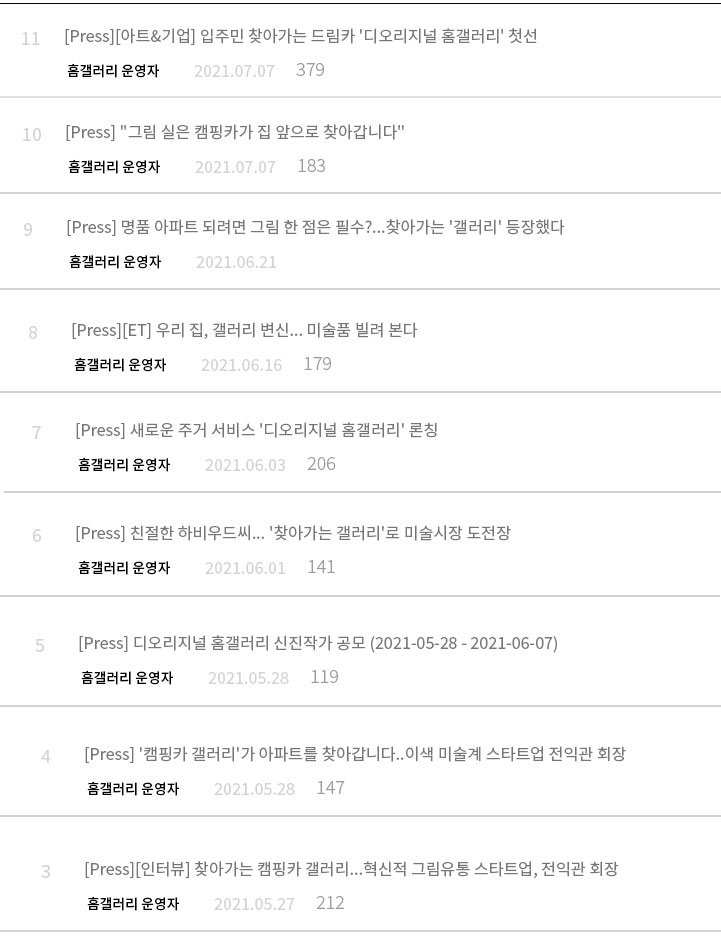 11 [Press][아트&기업] 입주민 찾아가는 드림카 '디오리지널 홈갤러리' 첫선
홈갤러리 운영자 2021.07.07 379
10 [Press] "그림 실은 캠핑카가 집 앞으로 찾아갑니다"
홈갤러리 운영자 2021.07.07 183
9 [Press] 명품 아파트 되려면 그림 한 점은 필수?...찾아가는 '갤러리' 등장했다
홈갤러리 운영자 2021.06.21
8 [Press][ET] 우리 집, 갤러리 변신... 미술품 빌려 본다
홈갤러리 운영자 2021.06.16 179
7 [Press] 새로운 주거 서비스 '디오리지널 홈갤러리' 론칭
홈갤러리 운영자 2021.06.03 206
6 [Press] 친절한 하비우드씨... '찾아가는 갤러리'로 미술시장 도전장
홈갤러리 운영자 2021.06.01 141
5 [Press] 디오리지널 홈갤러리 신진작가 공모 (2021-05-28 - 2021-06-07)
홈갤러리 운영자 2021.05.28 119
4 [Press] '캠핑카 갤러리'가 아파트를 찾아갑니다..이색 미술계 스타트업 전익관 회장
홈갤러리 운영자 2021.05.28 147
3 [Press][인터뷰] 찾아가는 캠핑카 갤러리...혁신적 그림유통 스타트업, 전익관 회장
홈갤러리 운영자 2021.05.27 212